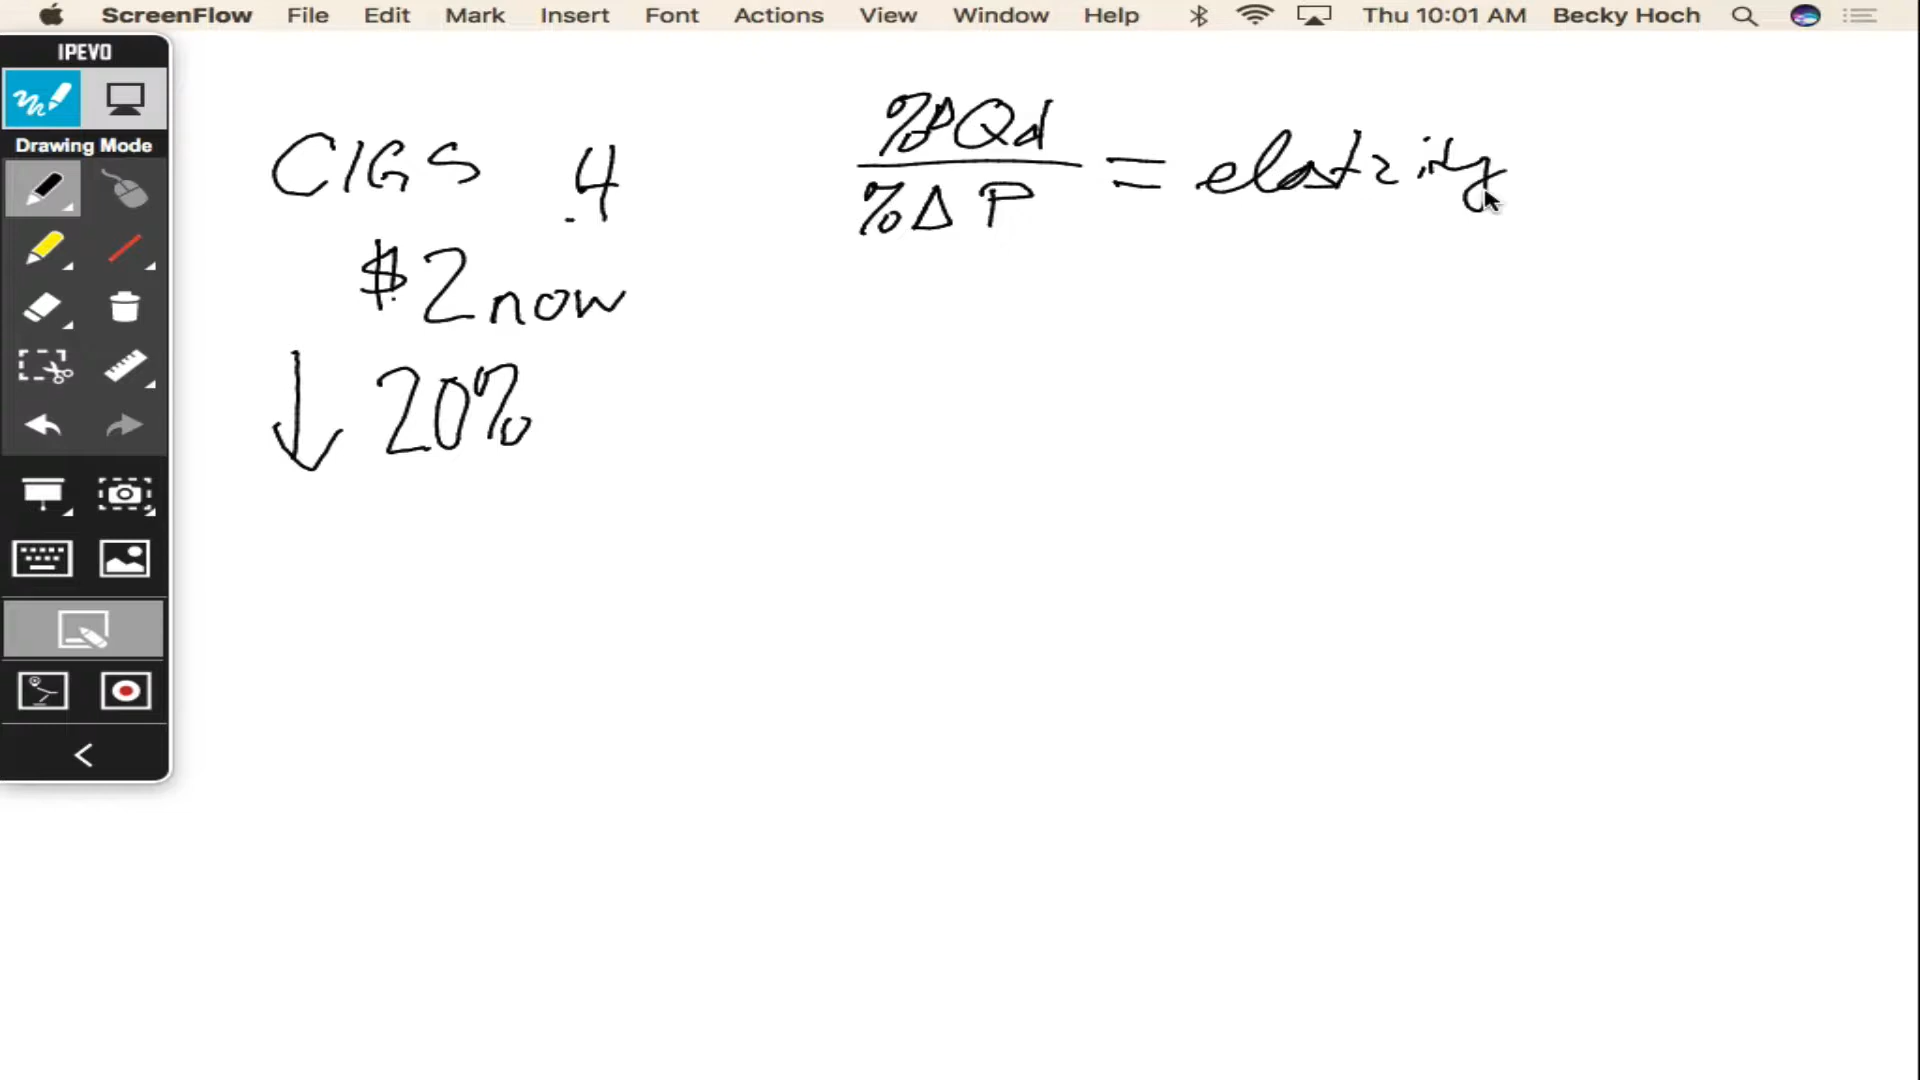 ScreenFlow File Edit Mark Insert Font Actions View Window Help Thu 10:01 AM Becky Hoch
IPEVO
Drawing Mode
CIGS .4
$2 now
↓ 20%
%ΔQd
%ΔP
= elasticity